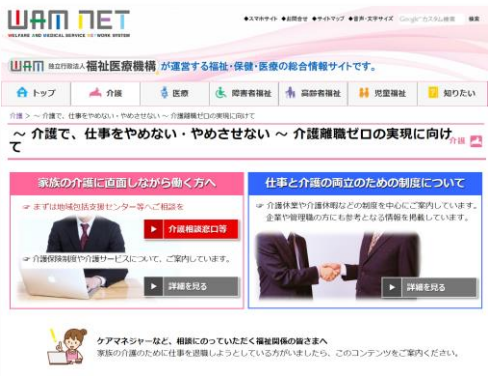 WAM NET
WELFARE AND MEDICAL SERVICE NETWORK SYSTEM
◆スマホサイト ◆お問合せ ◆サイトマップ ◆音声・文字サイズ Google カスタム検索 検索
WAM 独立行政法人福祉医療機構 が運営する福祉・保健・医療の総合情報サイトです。
トップ 介護 医療 障害者福祉 高齢者福祉 児童福祉 知りたい
介護 > ～ 介護で、仕事をやめない・やめさせない ～ 介護離職ゼロの実現に向けて
～ 介護で、仕事をやめない・やめさせない ～ 介護離職ゼロの実現に向け
て
介護
家族の介護に直面しながら働く方へ
☞ まずは地域包括支援センター等へご相談を
▶ 介護相談窓口等
☞ 介護保険制度や介護サービスについて、ご案内しています。
▶ 詳細を見る
仕事と介護の両立のための制度について
☞ 介護休業や介護休暇などの制度を中心にご案内しています。
企業や管理職の方にも参考となる情報を掲載しています。
▶ 詳細を見る
ケアマネジャーなど、相談にのっていただく福祉関係の皆さまへ
家族の介護のために仕事を退職しようとしている方がいましたら、このコンテンツをご案内ください。